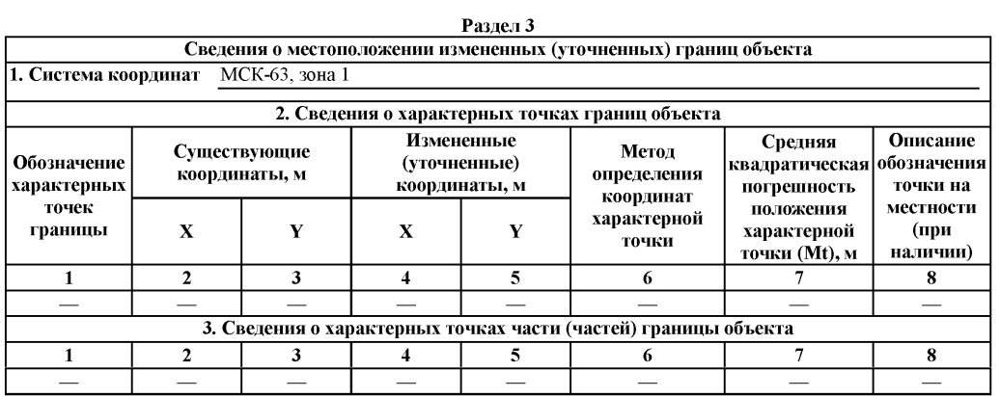 Раздел 3
Сведения о местоположении измененных (уточненных) границ объекта
1. Система координат МСК-63, зона 1
2. Сведения о характерных точках границ объекта
Обозначение
характерных
точек
границы
Существующие
координаты, м
Измененные
(уточненные)
координаты, м
Метод
определения
координат
характерной
точки
Средняя
квадратическая
погрешность
положения
характерной
точки (Mt), м
Описание
обозначения
точки на
местности
(при
наличии)
X Y X Y
1 2 3 4 5 6 7 8
— — — — — — — —
3. Сведения о характерных точках части (частей) границы объекта
1 2 3 4 5 6 7 8
— — — — — — — —